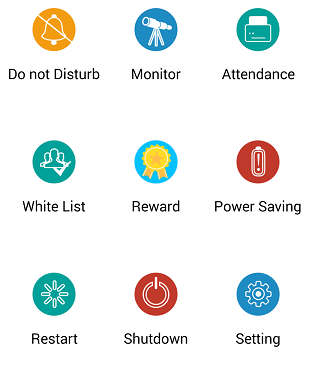 Do not Disturb
Monitor
Attendance
White List
Reward
Power Saving
Restart
Shutdown
Setting